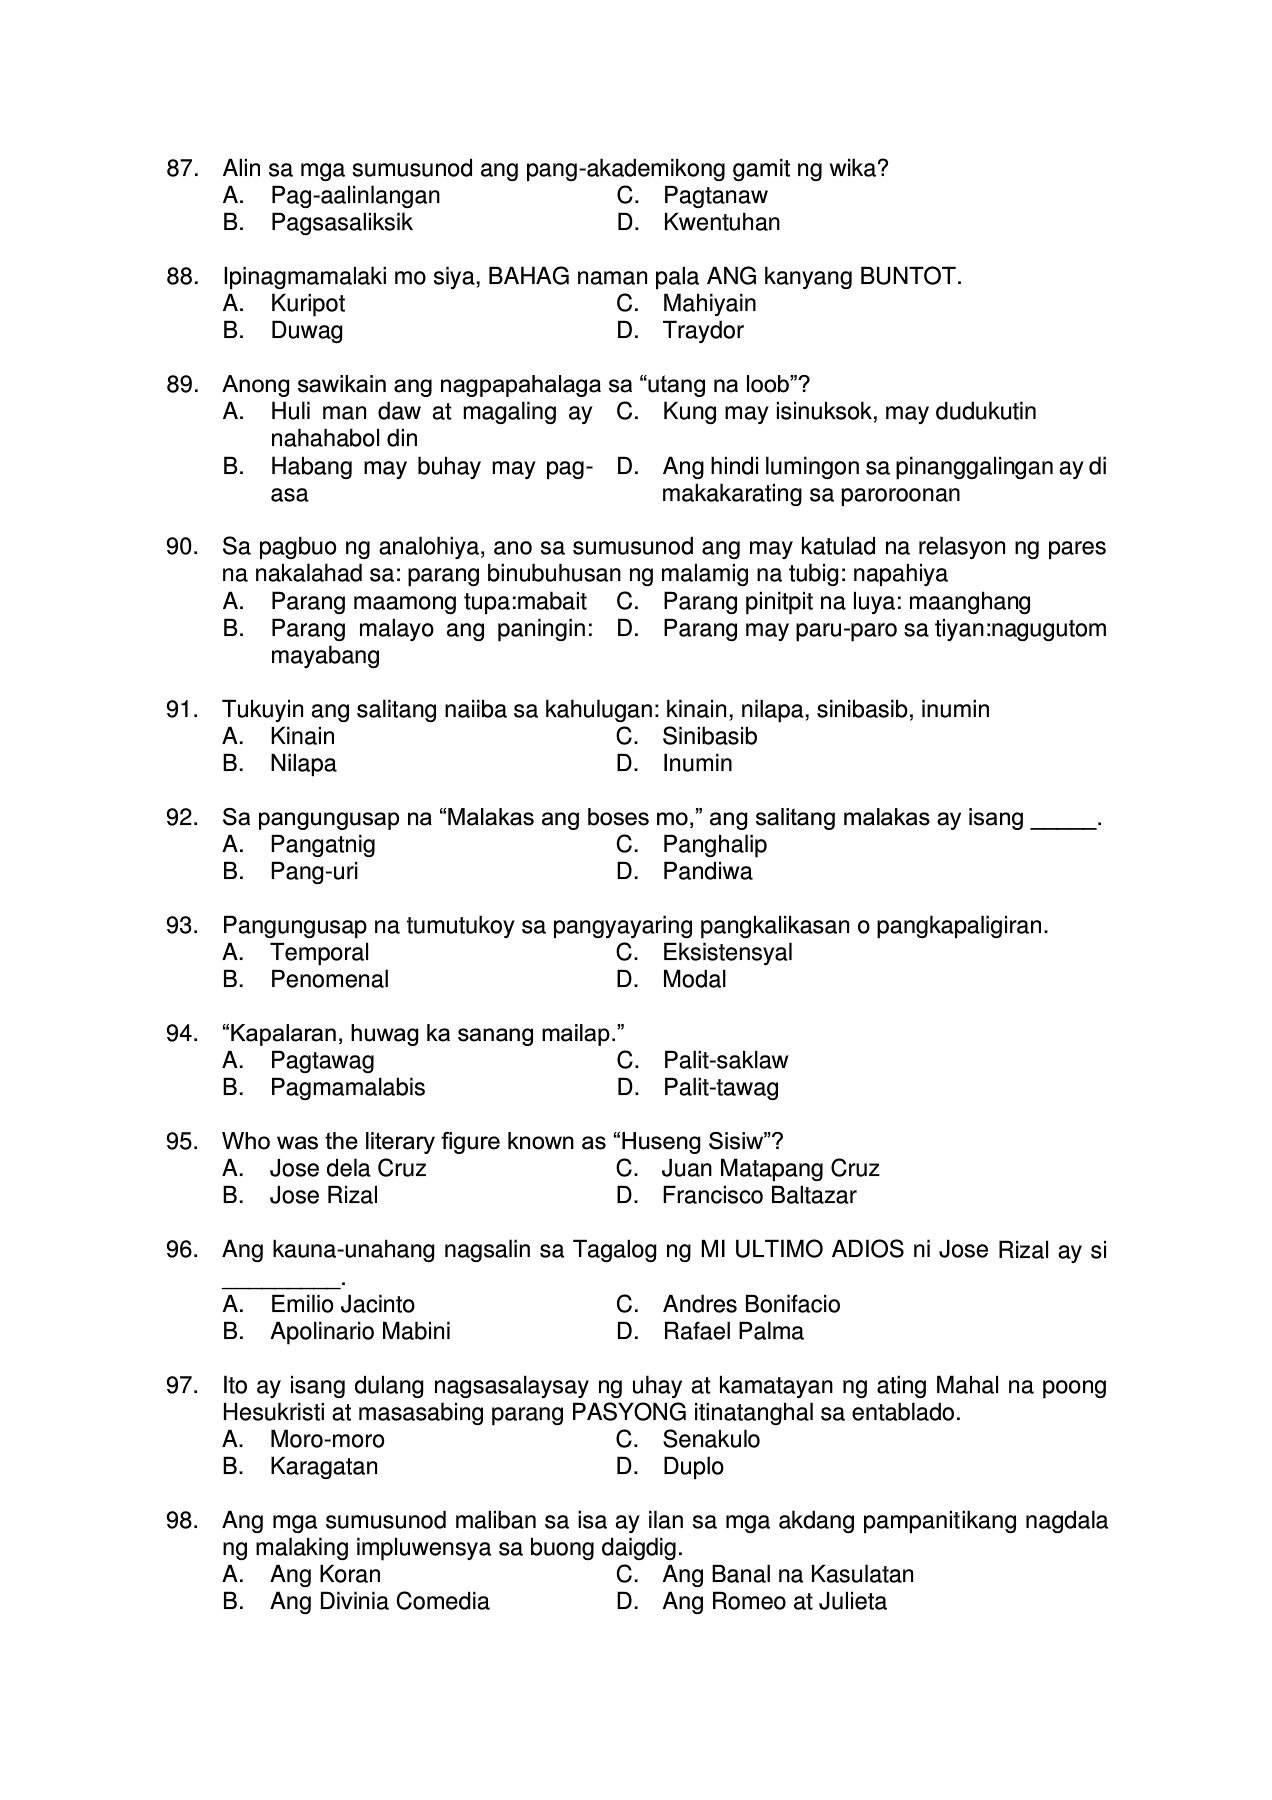 87. Alin sa mga sumusunod ang pang-akademikong gamit ng wika?
A. Pag-aalinlangan C. Pagtanaw
B. Pagsasaliksik D. Kwentuhan
88. Ipinagmamalaki mo siya, BAHAG naman pala ANG kanyang BUNTOT.
A. Kuripot C. Mahiyain
B. Duwag D. Traydor
89. Anong sawikain ang nagpapahalaga sa “utang na loob”?
A. Huli man daw at magaling ay C. Kung may isinuksok, may dudukutin
nahahabol din
B. Habang may buhay may pag- D. Ang hindi lumingon sa pinanggalingan ay di
asa makakarating sa paroroonan
90. Sa pagbuo ng analohiya, ano sa sumusunod ang may katulad na relasyon ng pares
na nakalahad sa: parang binubuhusan ng malamig na tubig: napahiya
A. Parang maamong tupa:mabait C. Parang pinitpit na luya: maanghang
B. Parang malayo ang paningin: D. Parang may paru-paro sa tiyan:nagugutom
mayabang
91. Tukuyin ang salitang naiiba sa kahulugan: kinain, nilapa, sinibasib, inumin
A. Kinain C. Sinibasib
B. Nilapa D. Inumin
92. Sa pangungusap na “Malakas ang boses mo,” ang salitang malakas ay isang _____.
A. Pangatnig C. Panghalip
B. Pang-uri D. Pandiwa
93. Pangungusap na tumutukoy sa pangyayaring pangkalikasan o pangkapaligiran.
A. Temporal C. Eksistensyal
B. Penomenal D. Modal
94. “Kapalaran, huwag ka sanang mailap.”
A. Pagtawag C. Palit-saklaw
B. Pagmamalabis D. Palit-tawag
95. Who was the literary figure known as “Huseng Sisiw”?
A. Jose dela Cruz C. Juan Matapang Cruz
B. Jose Rizal D. Francisco Baltazar
96. Ang kauna-unahang nagsalin sa Tagalog ng MI ULTIMO ADIOS ni Jose Rizal ay si
_________.
A. Emilio Jacinto C. Andres Bonifacio
B. Apolinario Mabini D. Rafael Palma
97. Ito ay isang dulang nagsasalaysay ng uhay at kamatayan ng ating Mahal na poong
Hesukristi at masasabing parang PASYONG itinatanghal sa entablado.
A. Moro-moro C. Senakulo
B. Karagatan D. Duplo
98. Ang mga sumusunod maliban sa isa ay ilan sa mga akdang pampanitikang nagdala
ng malaking impluwensya sa buong daigdig.
A. Ang Koran C. Ang Banal na Kasulatan
B. Ang Divinia Comedia D. Ang Romeo at Julieta